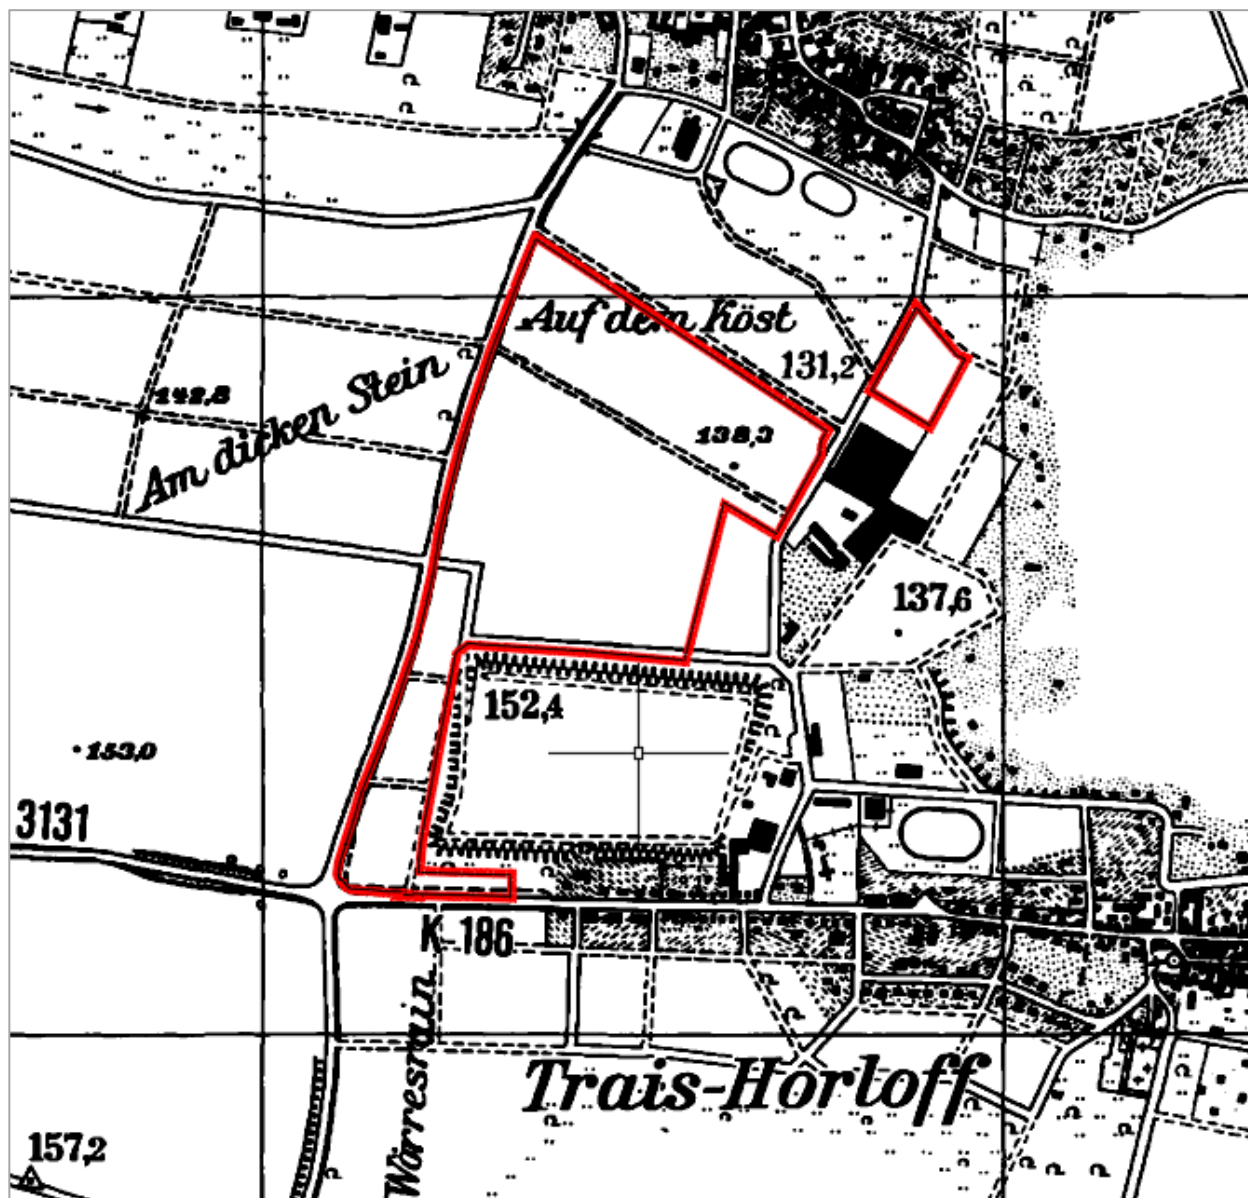 Auf dem Köst
131,2
142,8
Am dicken Stein
138,3
137,6
152,4
153,0
3131
K 186
Wärresrain
Trais-Horloff
157,2